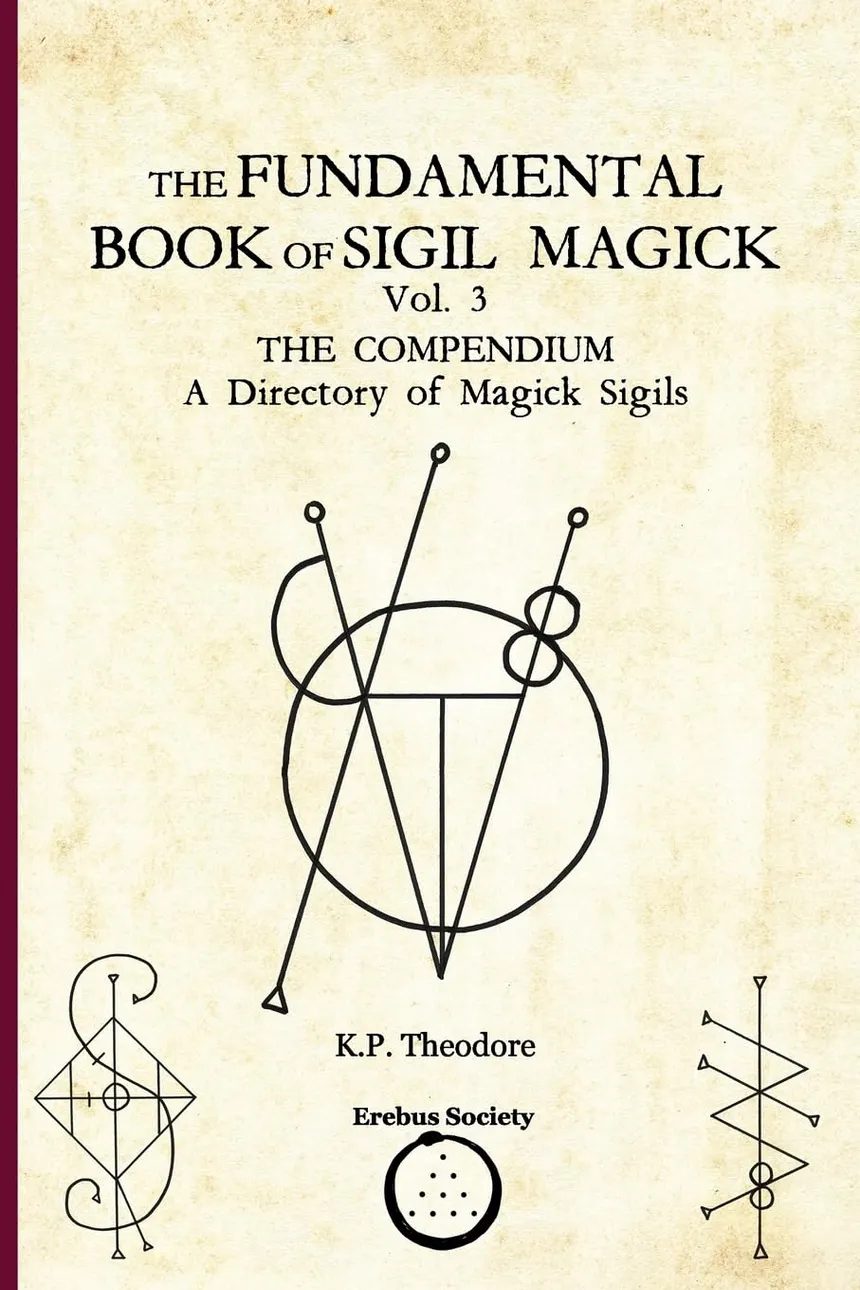 THE FUNDAMENTAL
BOOK OF SIGIL MAGICK
Vol. 3
THE COMPENDIUM
A Directory of Magick Sigils
K.P. Theodore
Erebus Society